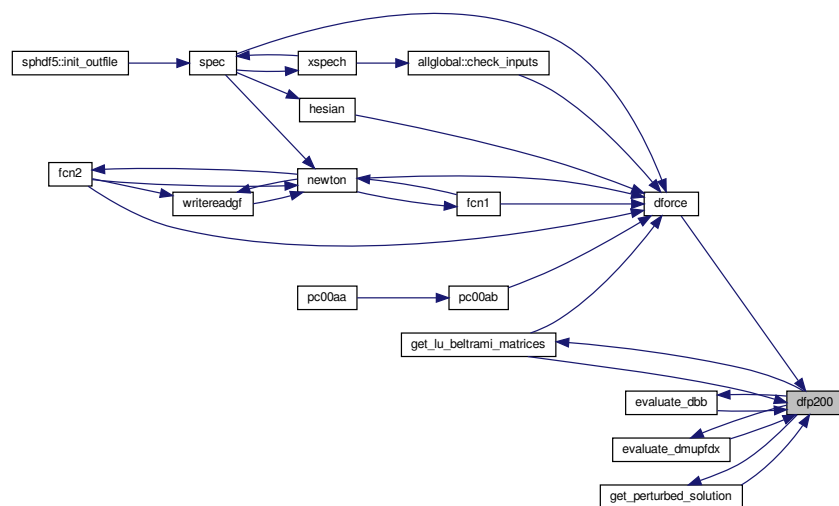 sphdf5::init_outfile
spec
xspech
allglobal::check_inputs
hesian
fcn2
newton
writereadgf
fcn1
dforce
pc00aa
pc00ab
get_lu_beltrami_matrices
evaluate_dbb
dfp200
evaluate_dmupfdx
get_perturbed_solution